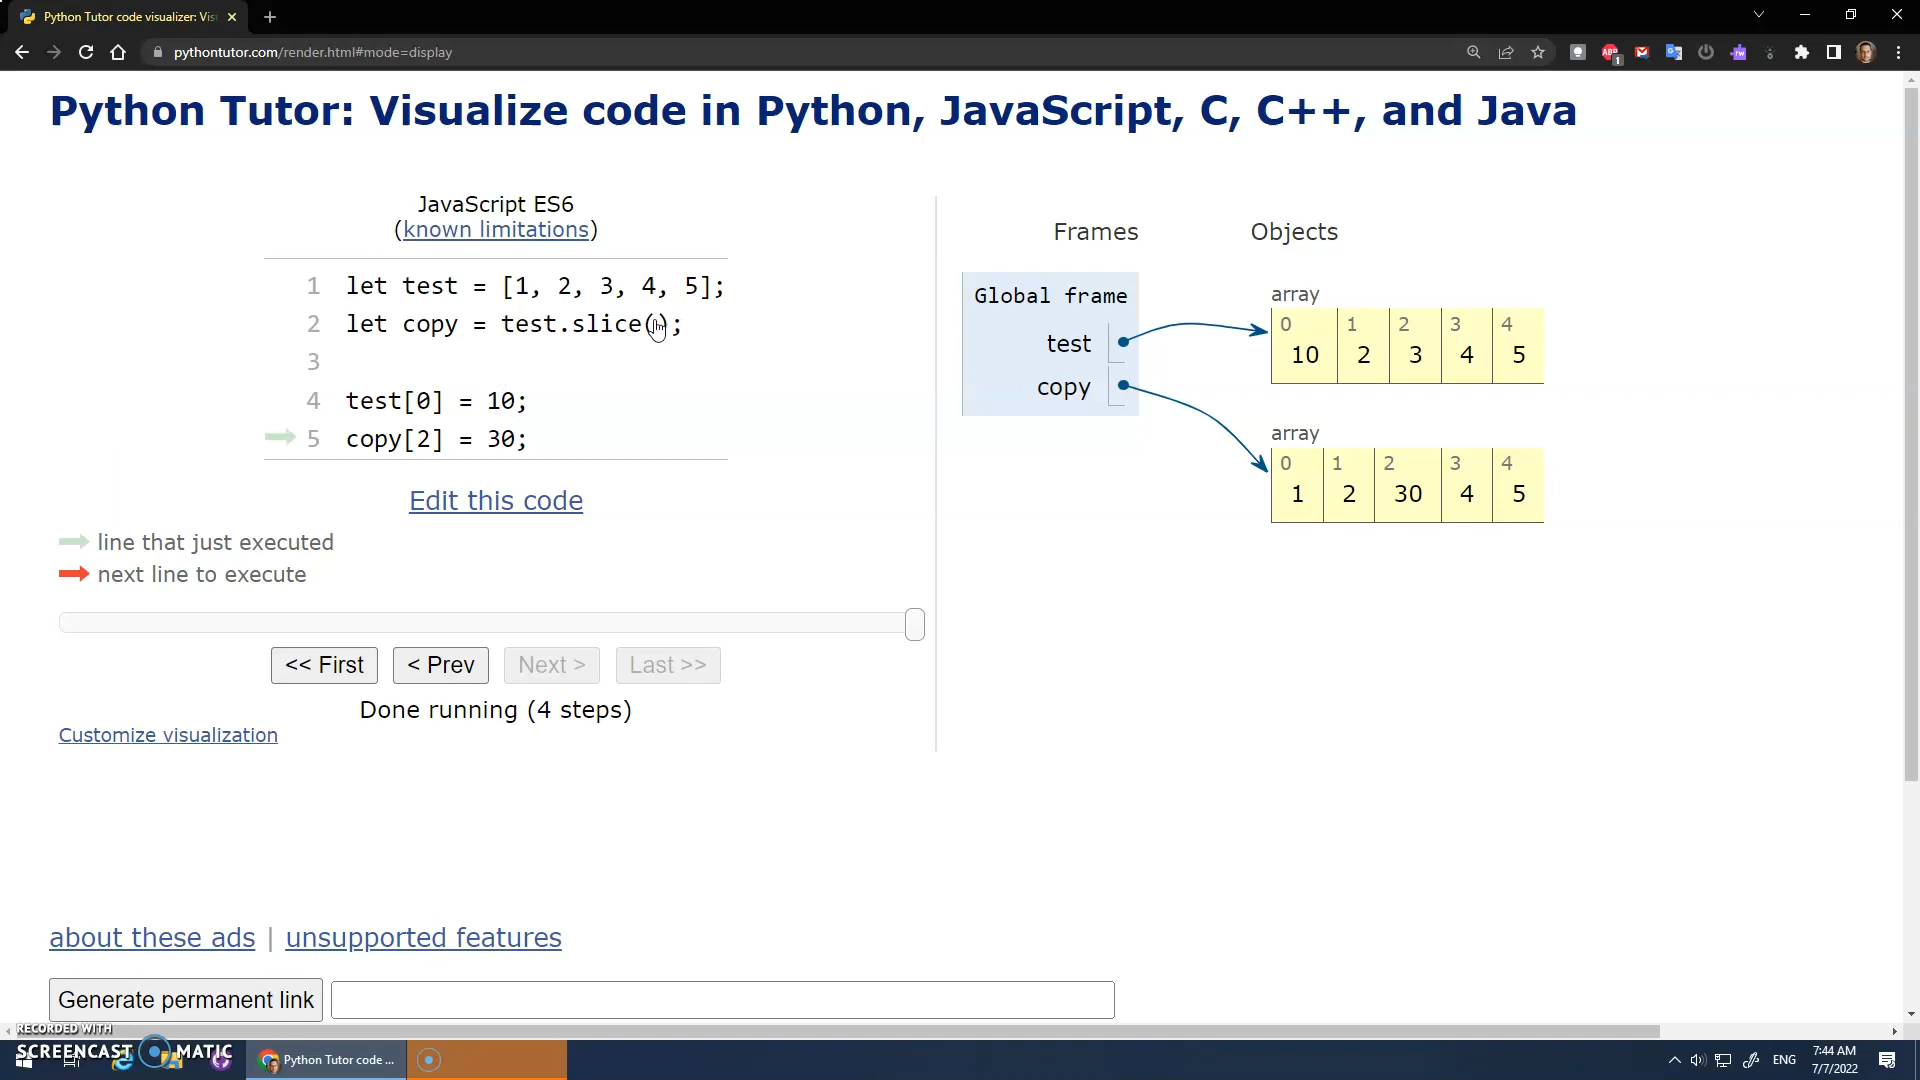 Python Tutor code visualizer: Vis
pythontutor.com/render.html#mode=display
ABP
1
Python Tutor: Visualize code in Python, JavaScript, C, C++, and Java
JavaScript ES6
(known limitations)
1 let test = [1, 2, 3, 4, 5];
2 let copy = test.slice();
3
4 test[0] = 10;
5 copy[2] = 30;
Edit this code
line that just executed
next line to execute
<< First < Prev Next > Last >>
Done running (4 steps)
Customize visualization
Frames Objects
Global frame
test
copy
array
0 1 2 3 4
10 2 3 4 5
array
0 1 2 3 4
1 2 30 4 5
about these ads | unsupported features
Generate permanent link
RECORDED WITH
SCREENCAST MATIC
Python Tutor code ...
ENG
7:44 AM
7/7/2022